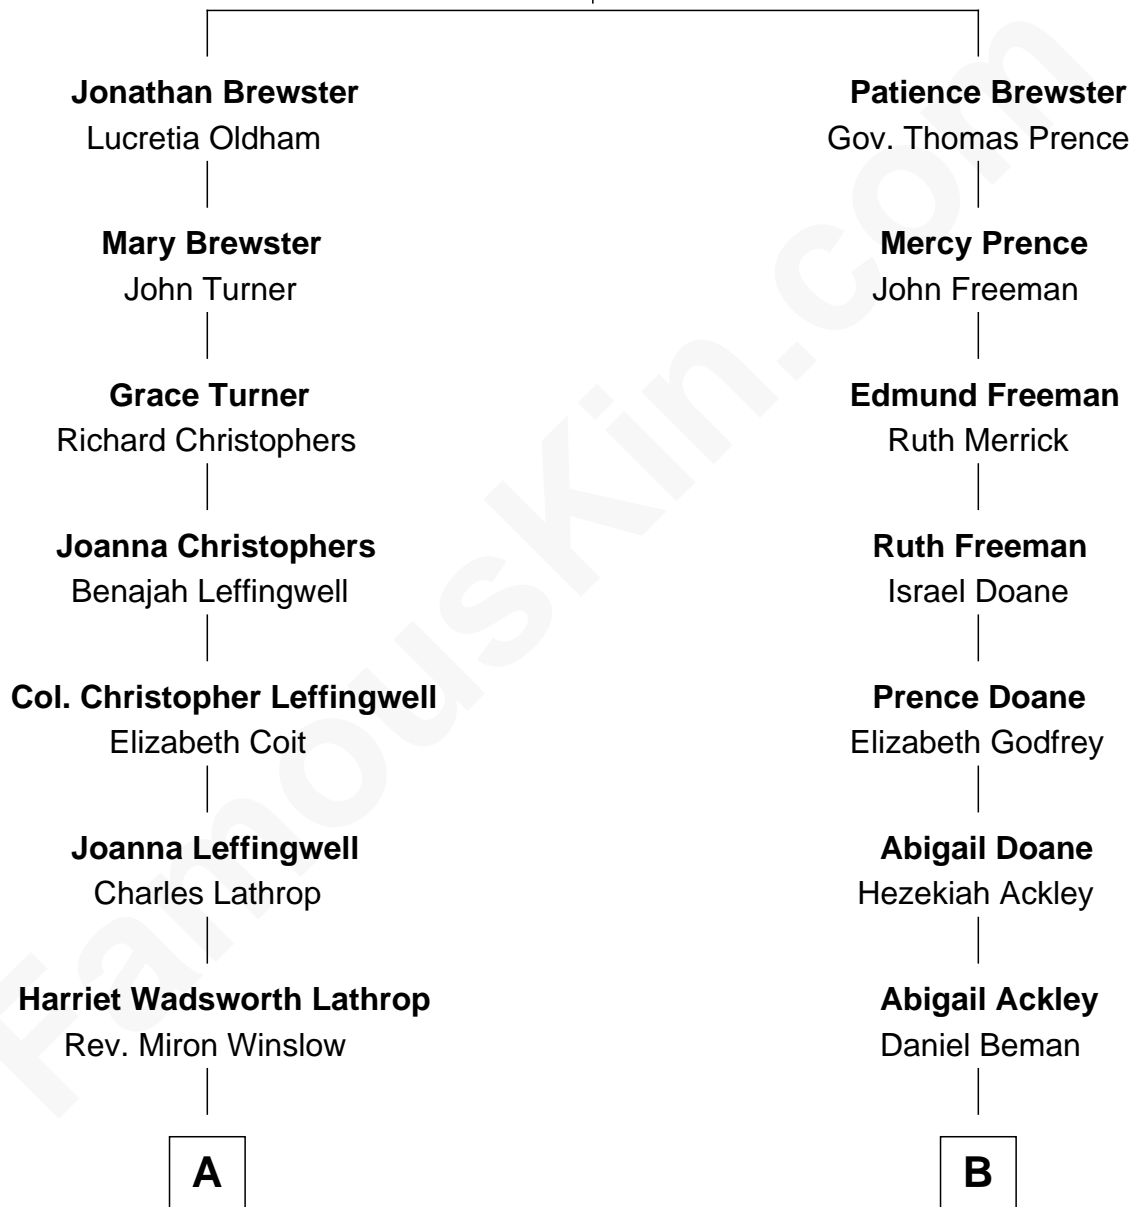 Jonathan Brewster
Lucretia Oldham
Mary Brewster
John Turner
Grace Turner
Richard Christophers
Joanna Christophers
Benajah Leffingwell
Col. Christopher Leffingwell
Elizabeth Coit
Joanna Leffingwell
Charles Lathrop
Harriet Wadsworth Lathrop
Rev. Miron Winslow
A
Patience Brewster
Gov. Thomas Prence
Mercy Prence
John Freeman
Edmund Freeman
Ruth Merrick
Ruth Freeman
Israel Doane
Prence Doane
Elizabeth Godfrey
Abigail Doane
Hezekiah Ackley
Abigail Ackley
Daniel Beman
B
FamousKin.com